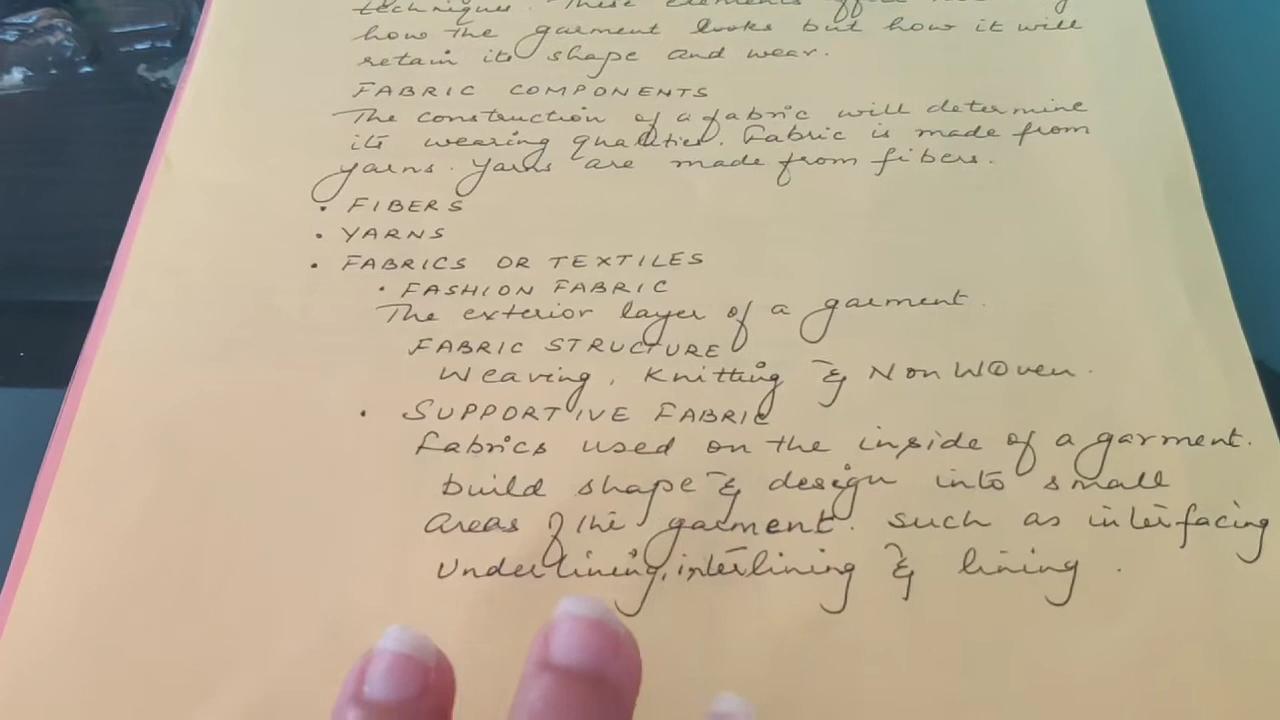 technique. These elements
how the garment looks but how it will
retain its shape and wear.
FABRIC COMPONENTS
The construction of a fabric will determine
its wearing qualities. Fabric is made from
yarns. Yarns are made from fibers.
• FIBERS
• YARNS
• FABRICS OR TEXTILES
• FASHION FABRIC
The exterior layer of a garment.
FABRIC STRUCTURE
Weaving, Knitting & Non Woven.
• SUPPORTIVE FABRIC
Fabrics used on the inside of a garment.
build shape & design into small
areas of the garment. such as interfacing
underlining, interlining & lining.